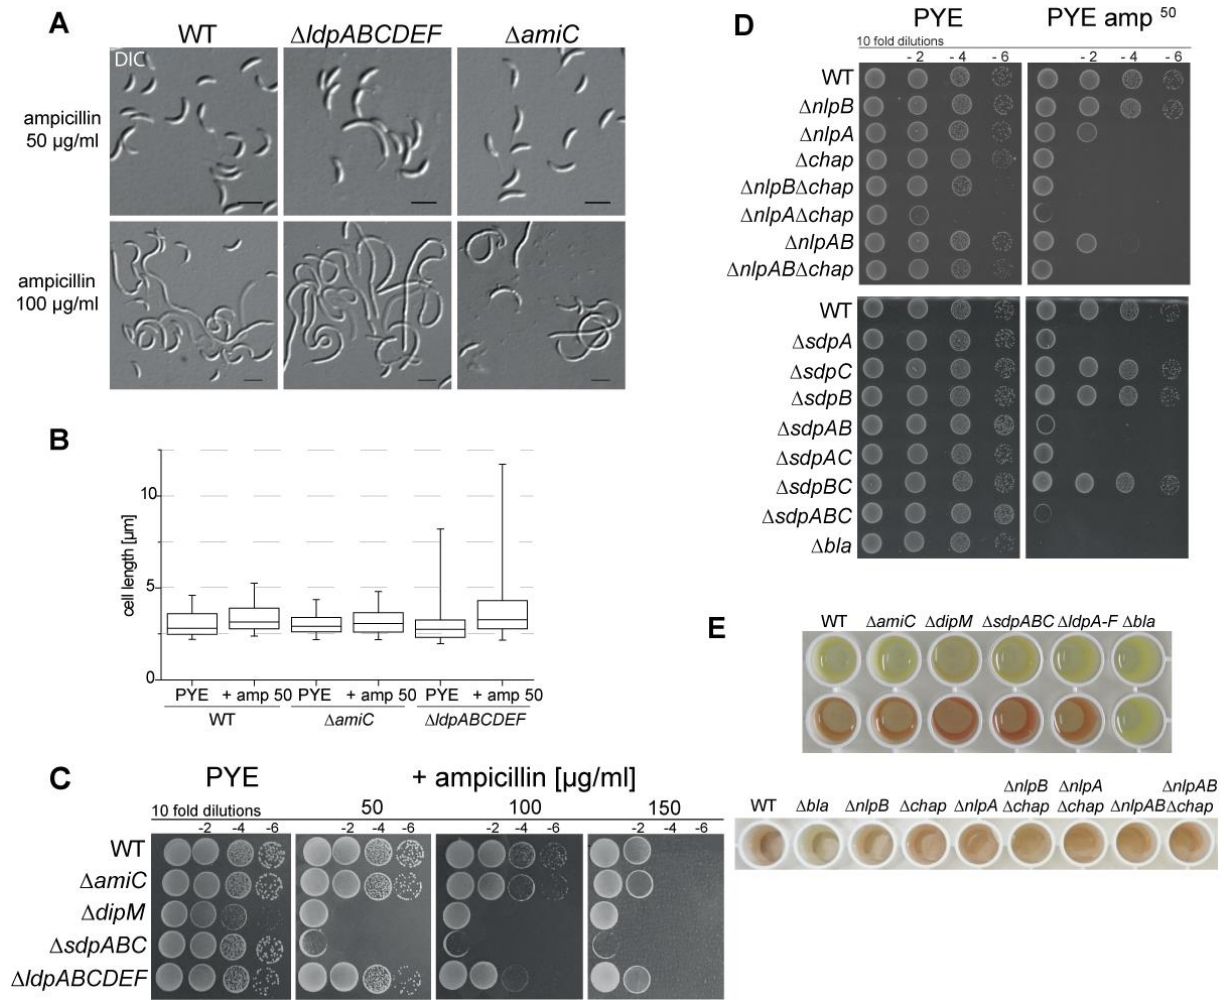 A
WT
ΔldpABCDEF
ΔamiC
DIC
ampicillin
50 µg/ml
ampicillin
100 µg/ml
B
cell length [µm]
10
5
0
PYE + amp 50 PYE + amp 50 PYE + amp 50
WT ΔamiC ΔldpABCDEF
C
PYE + ampicillin [µg/ml]
10 fold dilutions 50 100 150
-2 -4 -6 -2 -4 -6 -2 -4 -6 -2 -4 -6
WT
ΔamiC
ΔdipM
ΔsdpABC
ΔldpABCDEF
D
PYE PYE amp 50
10 fold dilutions
- 2 - 4 - 6 - 2 - 4 - 6
WT
ΔnlpB
ΔnlpA
Δchap
ΔnlpBΔchap
ΔnlpAΔchap
ΔnlpAB
ΔnlpABΔchap
WT
ΔsdpA
ΔsdpC
ΔsdpB
ΔsdpAB
ΔsdpAC
ΔsdpBC
ΔsdpABC
Δbla
E
WT ΔamiC ΔdipM ΔsdpABC ΔldpA-F Δbla
ΔnlpB ΔnlpA ΔnlpAB
WT Δbla ΔnlpB Δchap ΔnlpA Δchap Δchap ΔnlpAB Δchap